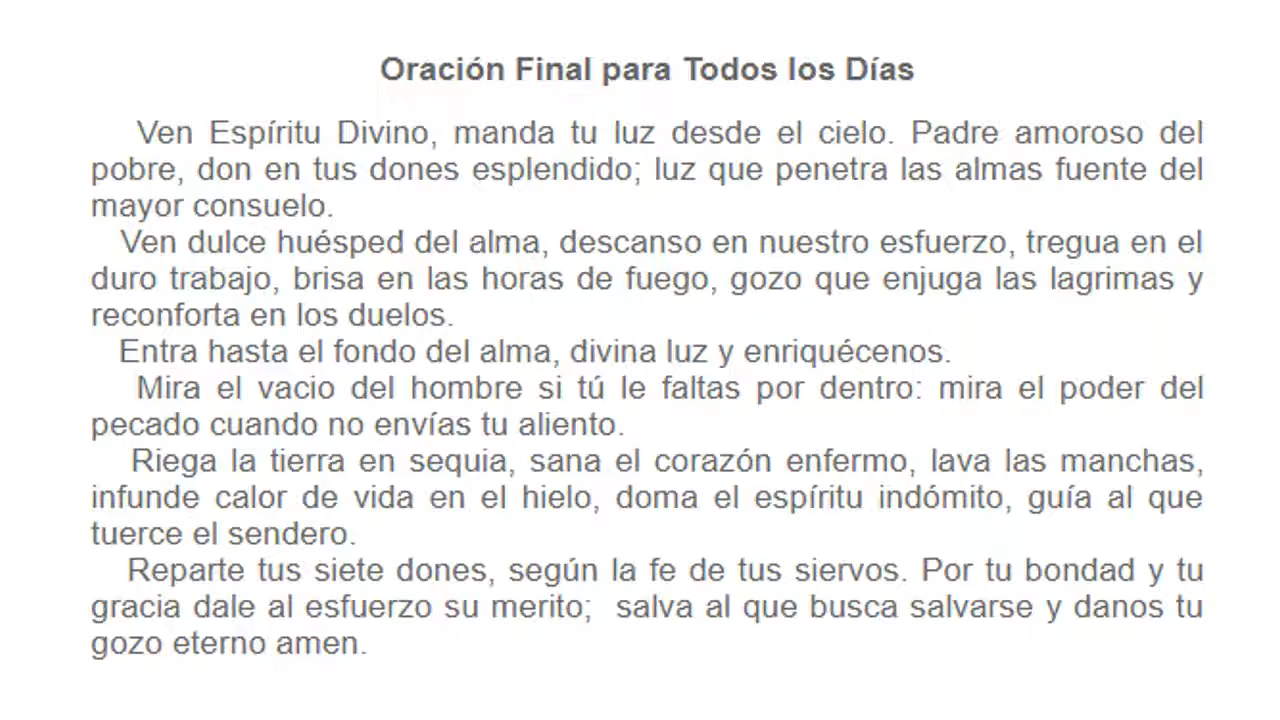 Oración Final para Todos los Días
Ven Espíritu Divino, manda tu luz desde el cielo. Padre amoroso del
pobre, don en tus dones esplendido; luz que penetra las almas fuente del
mayor consuelo.
Ven dulce huésped del alma, descanso en nuestro esfuerzo, tregua en el
duro trabajo, brisa en las horas de fuego, gozo que enjuga las lagrimas y
reconforta en los duelos.
Entra hasta el fondo del alma, divina luz y enriquécenos.
Mira el vacio del hombre si tú le faltas por dentro: mira el poder del
pecado cuando no envías tu aliento.
Riega la tierra en sequia, sana el corazón enfermo, lava las manchas,
infunde calor de vida en el hielo, doma el espíritu indómito, guía al que
tuerce el sendero.
Reparte tus siete dones, según la fe de tus siervos. Por tu bondad y tu
gracia dale al esfuerzo su merito;  salva al que busca salvarse y danos tu
gozo eterno amen.